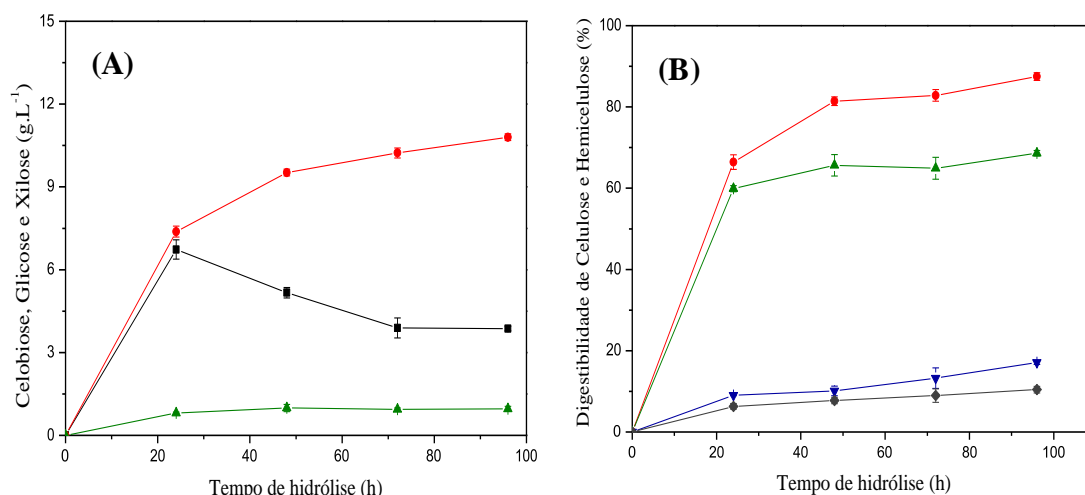 (A)
Celobiose, Glicose e Xilose (g.L⁻¹)
15
12
9
6
3
0
0 20 40 60 80 100
Tempo de hidrólise (h)
(B)
Digestibilidade de Celulose e Hemicelulose (%)
100
80
60
40
20
0
0 20 40 60 80 100
Tempo de hidrólise (h)